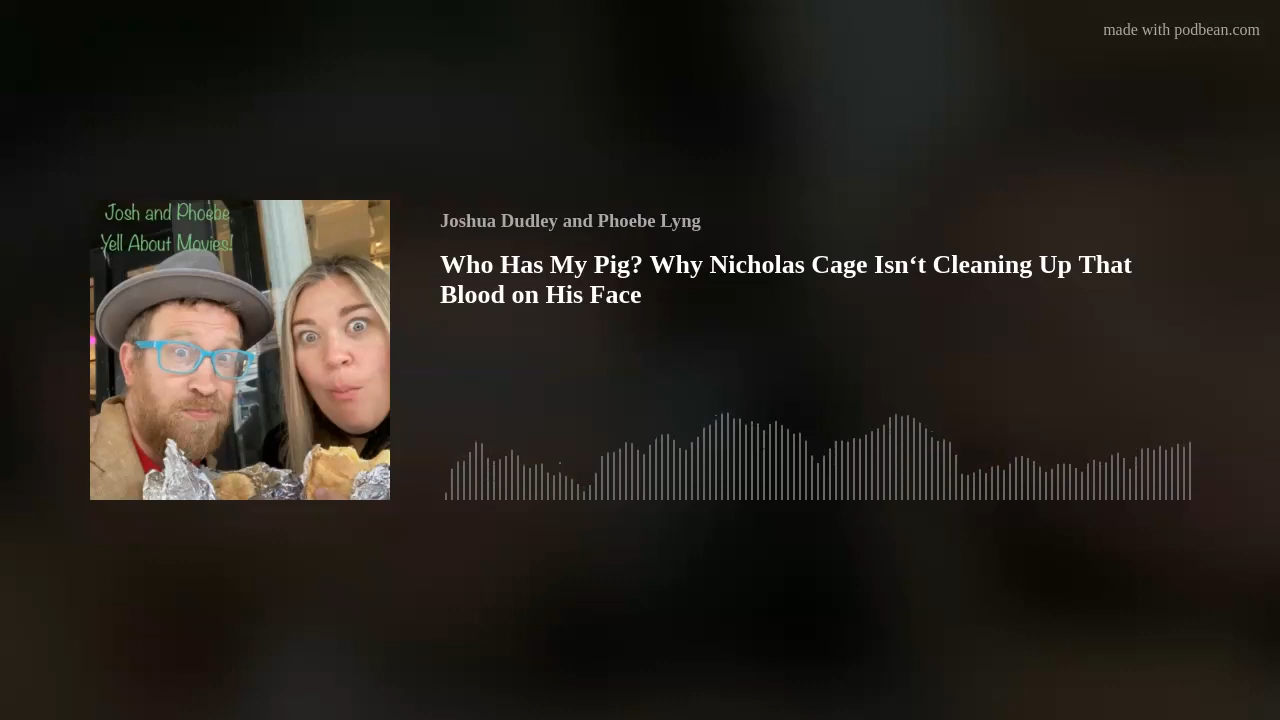 made with podbean.com
Josh and Phoebe
Yell About Movies!
Joshua Dudley and Phoebe Lyng
Who Has My Pig? Why Nicholas Cage Isn‘t Cleaning Up That
Blood on His Face